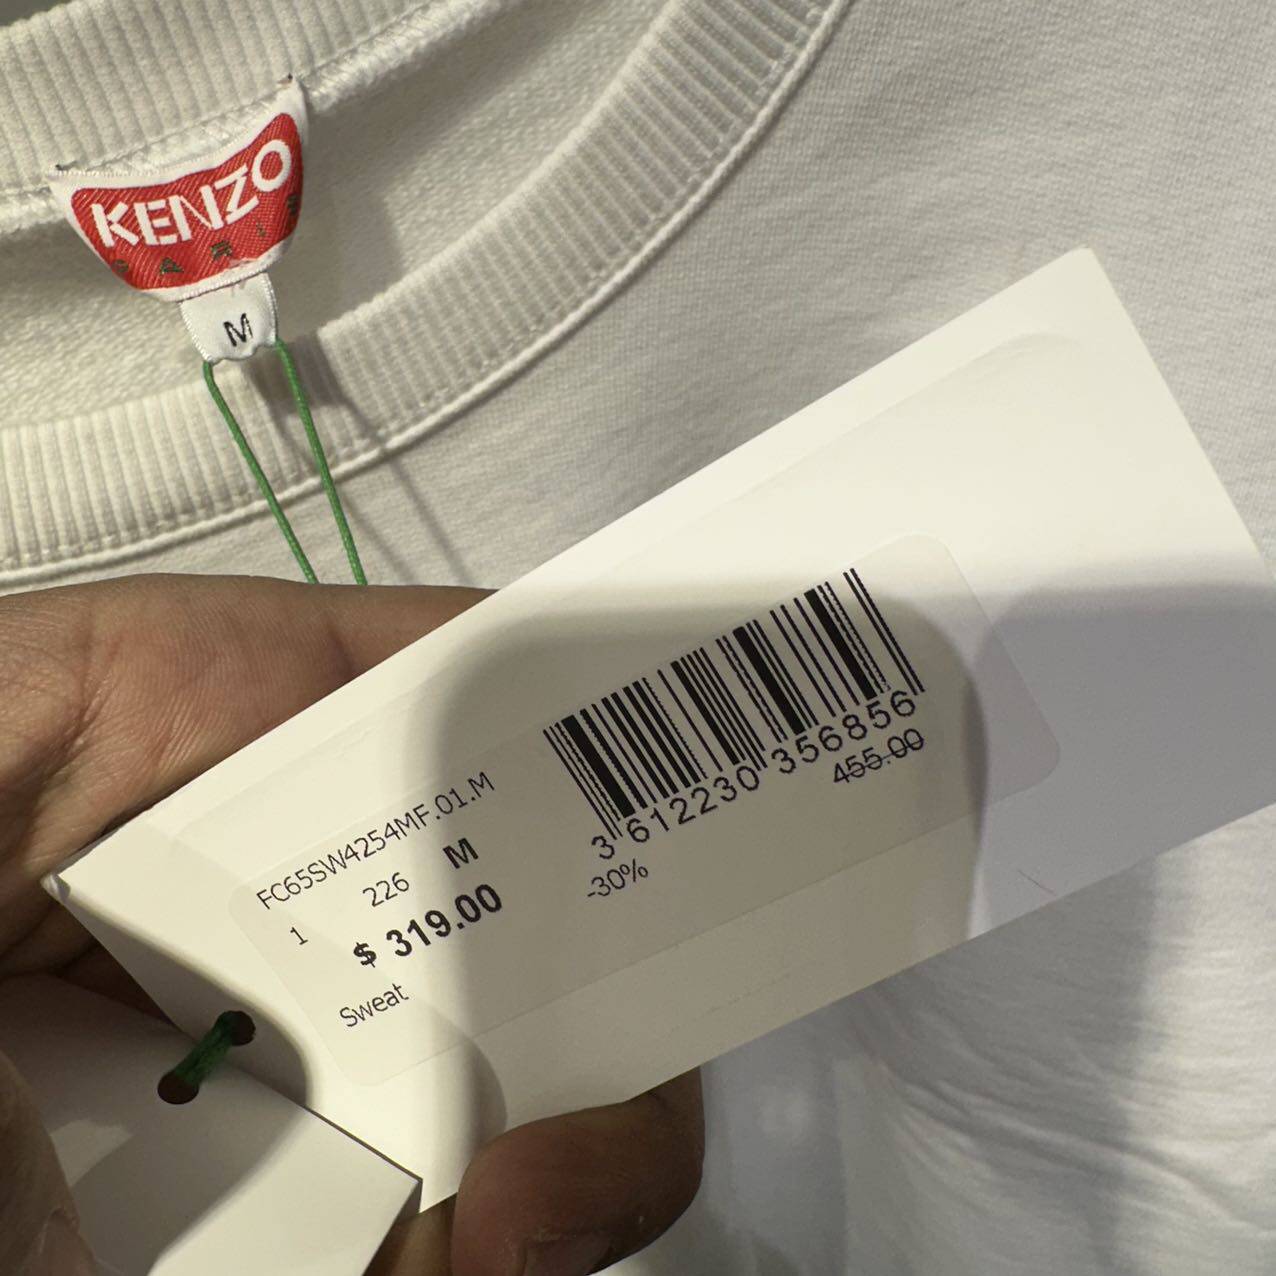 KENZO
PARIS
M
3 612230 356856
455.00
FC65SW4254MF.01.M
226 M
-30%
1
$ 319.00
Sweat